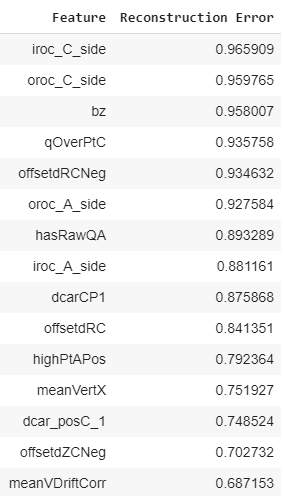 Feature Reconstruction Error
iroc_C_side 0.965909
oroc_C_side 0.959765
bz 0.958007
qOverPtC 0.935758
offsetdRCNeg 0.934632
oroc_A_side 0.927584
hasRawQA 0.893289
iroc_A_side 0.881161
dcarCP1 0.875868
offsetdRC 0.841351
highPtAPos 0.792364
meanVertX 0.751927
dcar_posC_1 0.748524
offsetdZCNeg 0.702732
meanVDriftCorr 0.687153